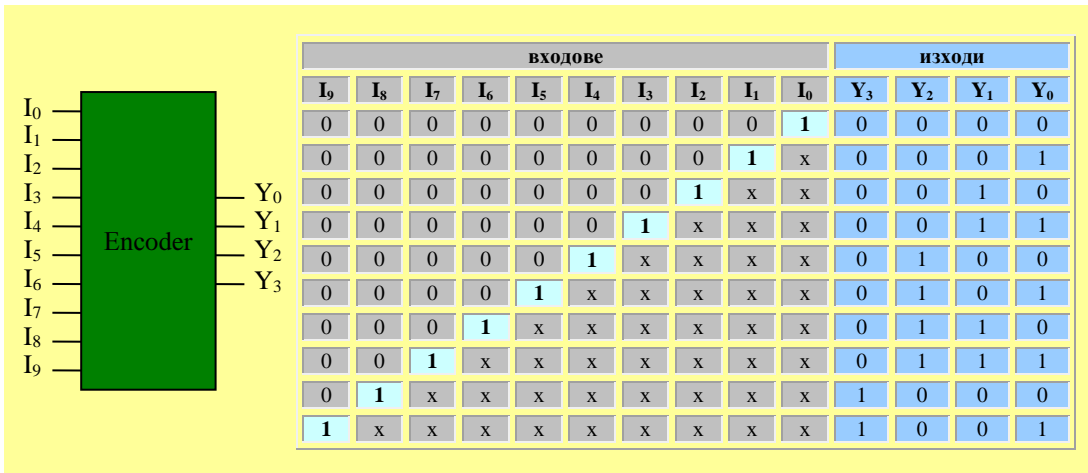 I₀
I₁
I₂
I₃
I₄
I₅
I₆
I₇
I₈
I₉
Encoder
Y₀
Y₁
Y₂
Y₃
входове изходи
I₉ I₈ I₇ I₆ I₅ I₄ I₃ I₂ I₁ I₀ Y₃ Y₂ Y₁ Y₀
0 0 0 0 0 0 0 0 0 1 0 0 0 0
0 0 0 0 0 0 0 0 1 x 0 0 0 1
0 0 0 0 0 0 0 1 x x 0 0 1 0
0 0 0 0 0 0 1 x x x 0 0 1 1
0 0 0 0 0 1 x x x x 0 1 0 0
0 0 0 0 1 x x x x x 0 1 0 1
0 0 0 1 x x x x x x 0 1 1 0
0 0 1 x x x x x x x 0 1 1 1
0 1 x x x x x x x x 1 0 0 0
1 x x x x x x x x x 1 0 0 1